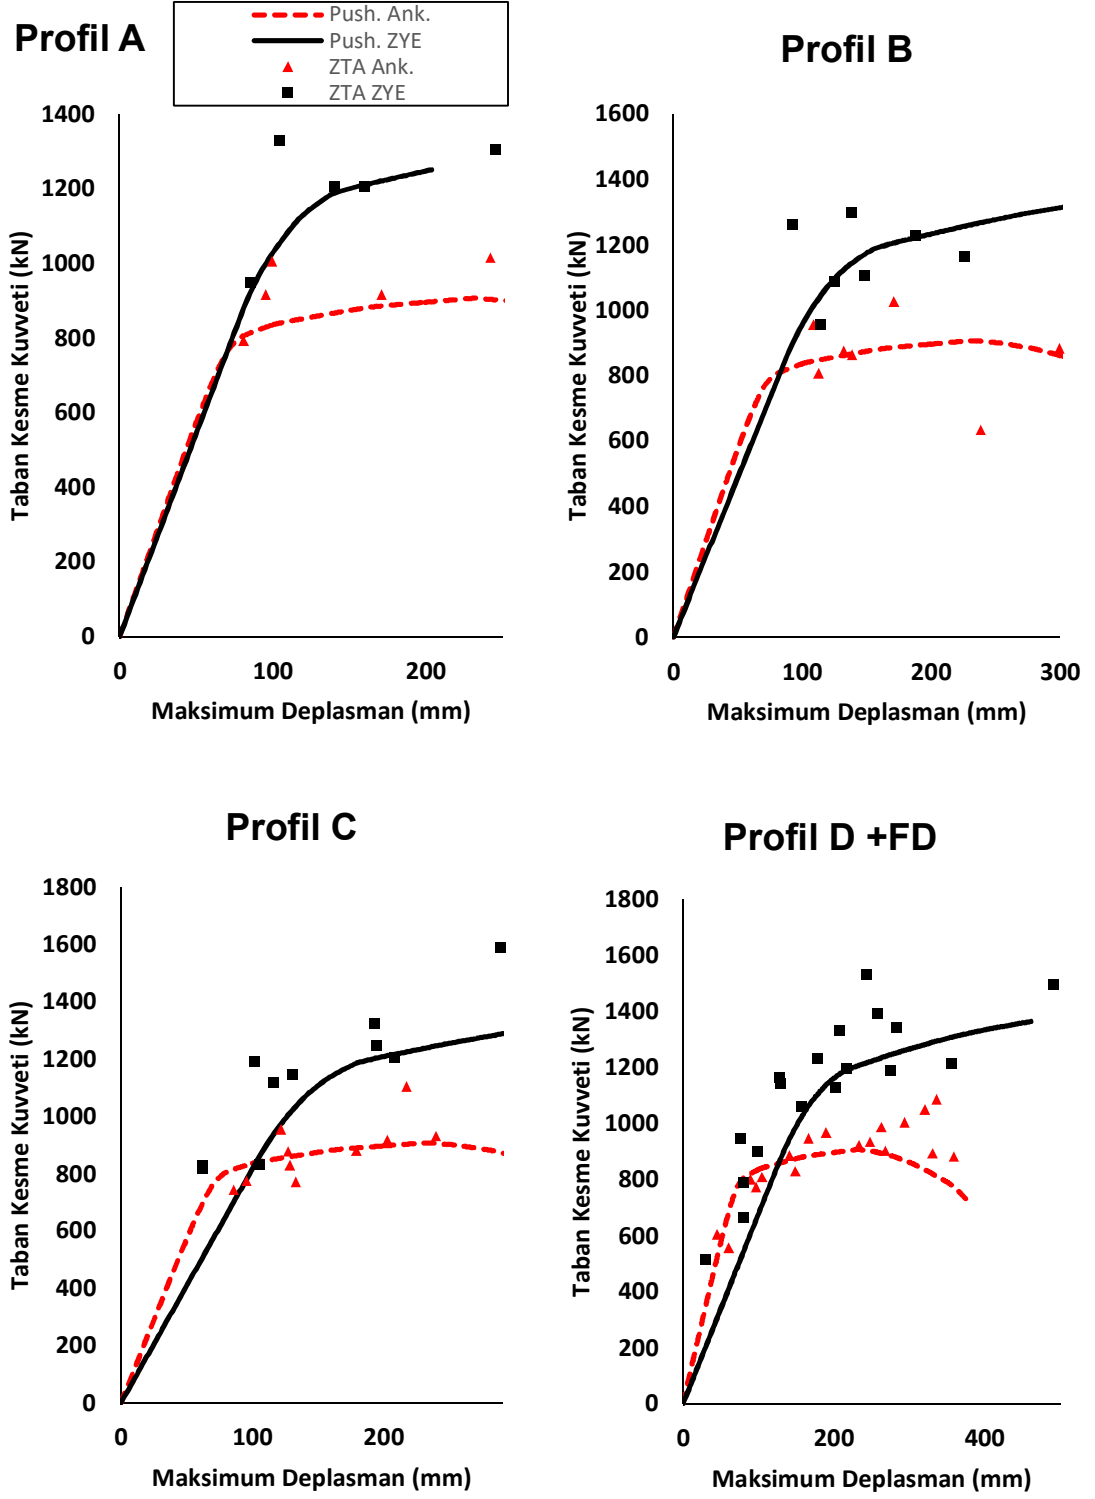 Profil A
Push. Ank.
Push. ZYE
ZTA Ank.
ZTA ZYE
Taban Kesme Kuvveti (kN)
1400
1200
1000
800
600
400
200
0
0 100 200
Maksimum Deplasman (mm)
Profil B
Taban Kesme Kuvveti (kN)
1600
1400
1200
1000
800
600
400
200
0
0 100 200 300
Maksimum Deplasman (mm)
Profil C
Taban Kesme Kuvveti (kN)
1800
1600
1400
1200
1000
800
600
400
200
0
0 100 200
Maksimum Deplasman (mm)
Profil D +FD
Taban Kesme Kuvveti (kN)
1800
1600
1400
1200
1000
800
600
400
200
0
0 200 400
Maksimum Deplasman (mm)